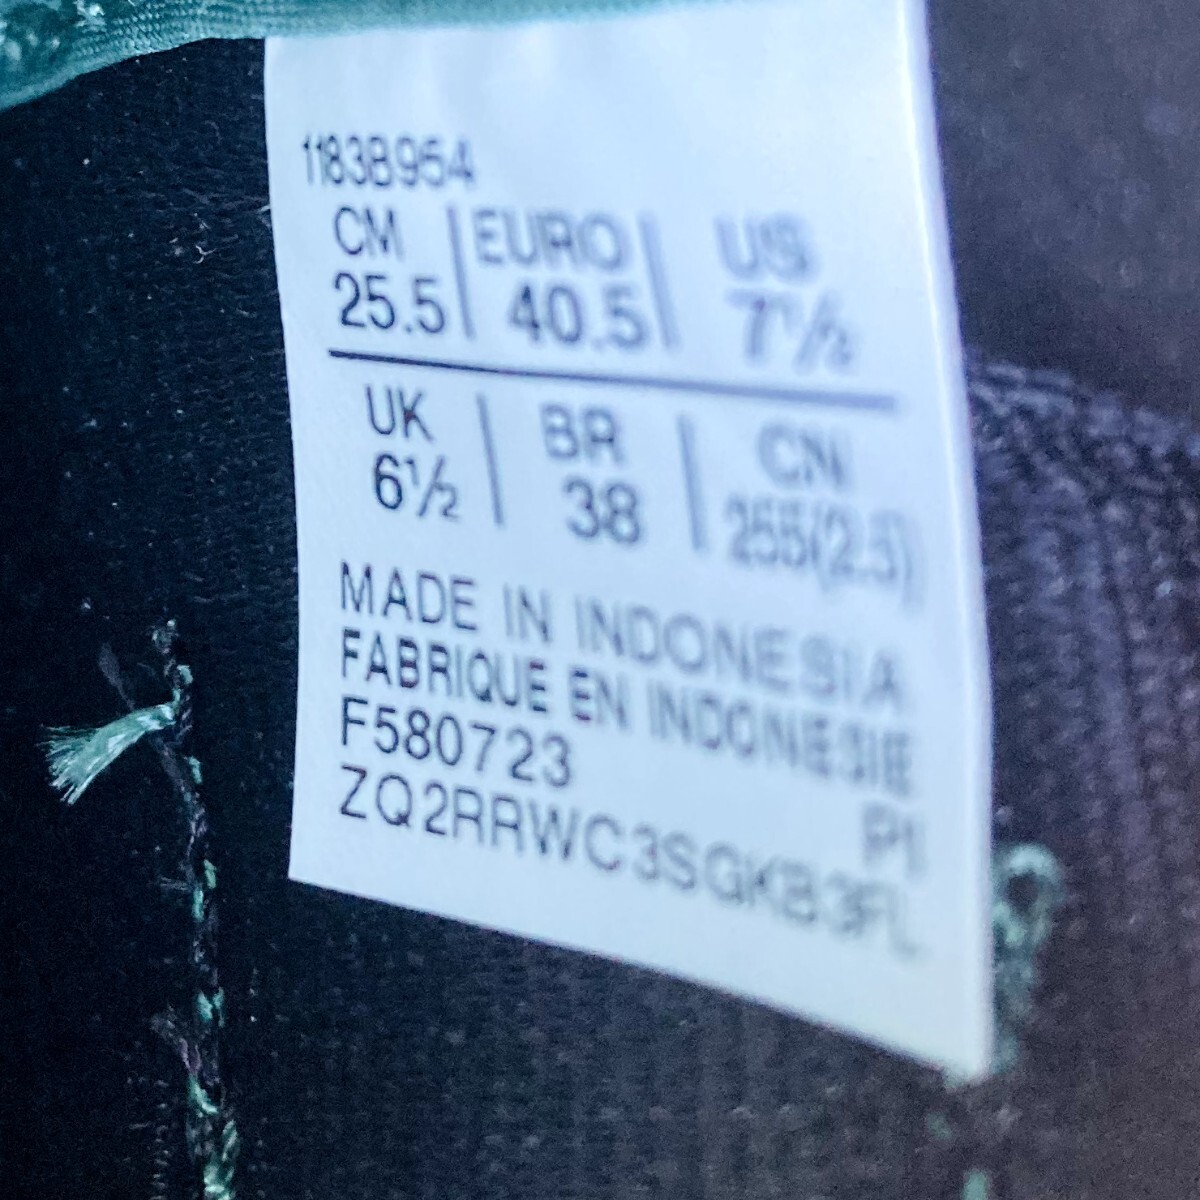 1183B954
CM | EURO | US
25.5 | 40.5 | 7½
UK | BR | CN
6½ | 38 | 255(2.5)
MADE IN INDONESIA
FABRIQUE EN INDONESIE
F580723 P1
ZQ2RRWC3SGKB3FL